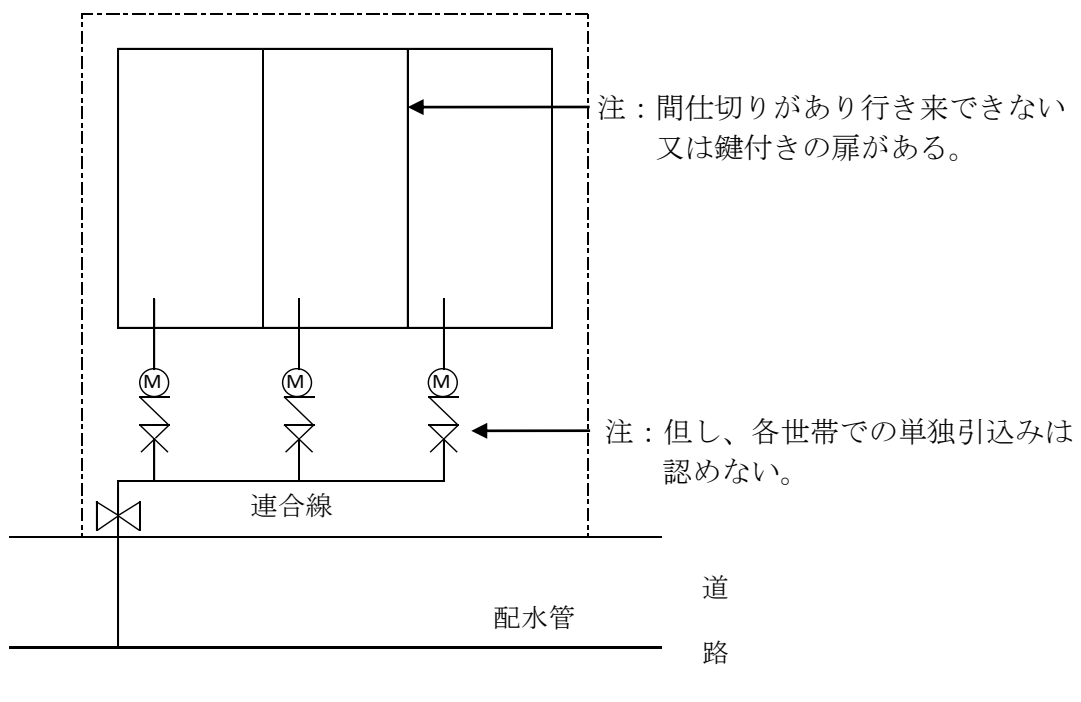 注：間仕切りがあり行き来できない
又は鍵付きの扉がある。
M M M
注：但し、各世帯での単独引込みは
認めない。
連合線
道
配水管
路